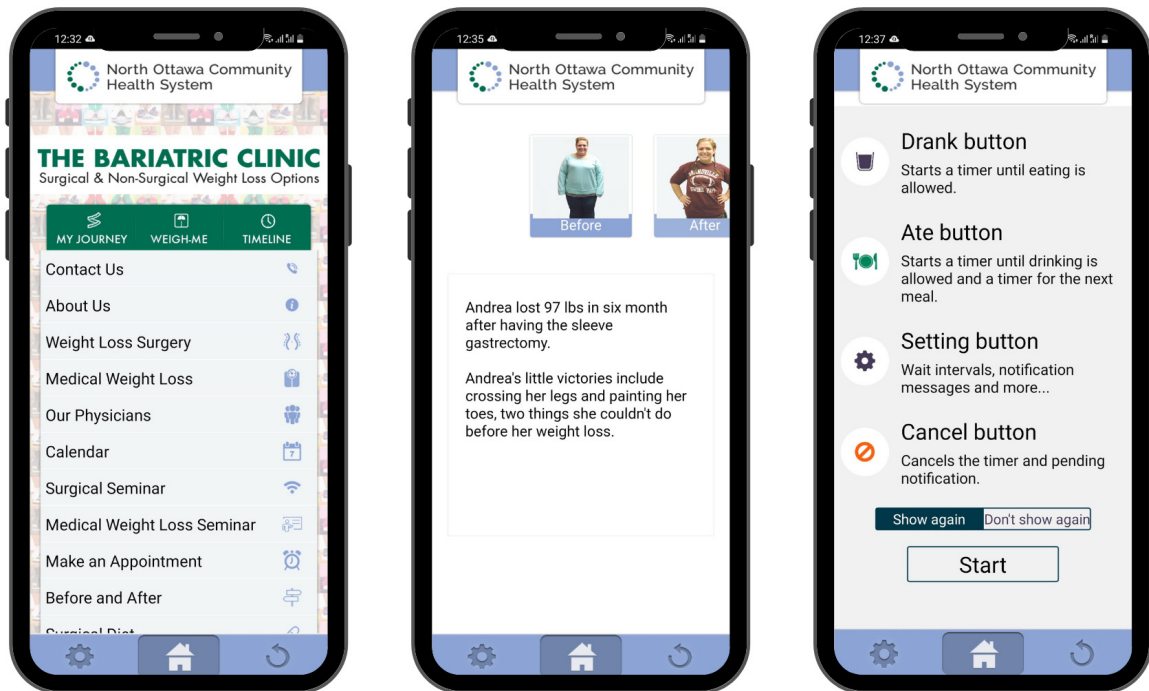 12:32
North Ottawa Community
Health System
THE BARIATRIC CLINIC
Surgical & Non-Surgical Weight Loss Options
MY JOURNEY
WEIGH-ME
TIMELINE
Contact Us
About Us
Weight Loss Surgery
Medical Weight Loss
Our Physicians
Calendar
7
Surgical Seminar
Medical Weight Loss Seminar
Make an Appointment
Before and After
Surgical Diet
12:35
North Ottawa Community
Health System
Before
After
Andrea lost 97 lbs in six month
after having the sleeve
gastrectomy.
Andrea's little victories include
crossing her legs and painting her
toes, two things she couldn't do
before her weight loss.
12:37
North Ottawa Community
Health System
Drank button
Starts a timer until eating is
allowed.
Ate button
Starts a timer until drinking is
allowed and a timer for the next
meal.
Setting button
Wait intervals, notification
messages and more...
Cancel button
Cancels the timer and pending
notification.
Show again
Don't show again
Start